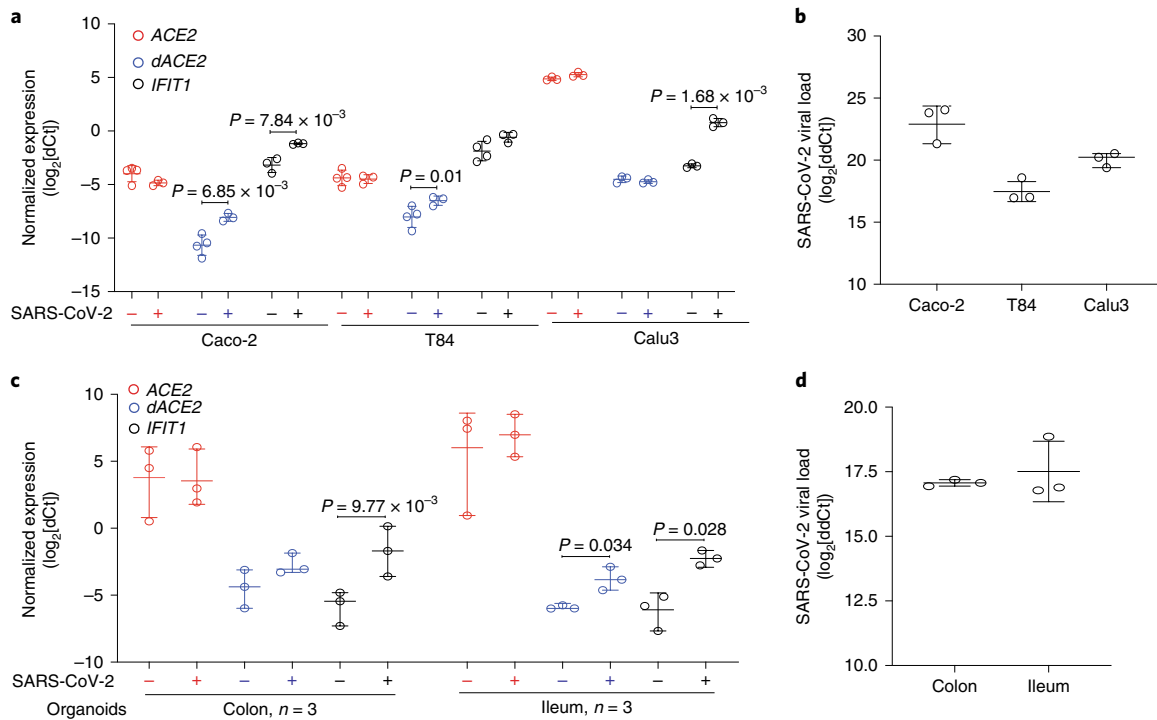 a
Normalized expression
(log2[dCt])
10
5
0
−5
−10
−15
ACE2
dACE2
IFIT1
P = 7.84 × 10−3
P = 6.85 × 10−3
P = 0.01
P = 1.68 × 10−3
SARS-CoV-2 − + − + − + − + − + − + − + − + − +
Caco-2 T84 Calu3
b
SARS-CoV-2 viral load
(log2[ddCt])
30
25
20
15
10
Caco-2 T84 Calu3
c
Normalized expression
(log2[dCt])
10
5
0
−5
−10
ACE2
dACE2
IFIT1
P = 9.77 × 10−3
P = 0.034
P = 0.028
SARS-CoV-2 − + − + − + − + − + − +
Organoids Colon, n = 3 Ileum, n = 3
d
SARS-CoV-2 viral load
(log2[ddCt])
20.0
17.5
15.0
12.5
10.0
Colon Ileum